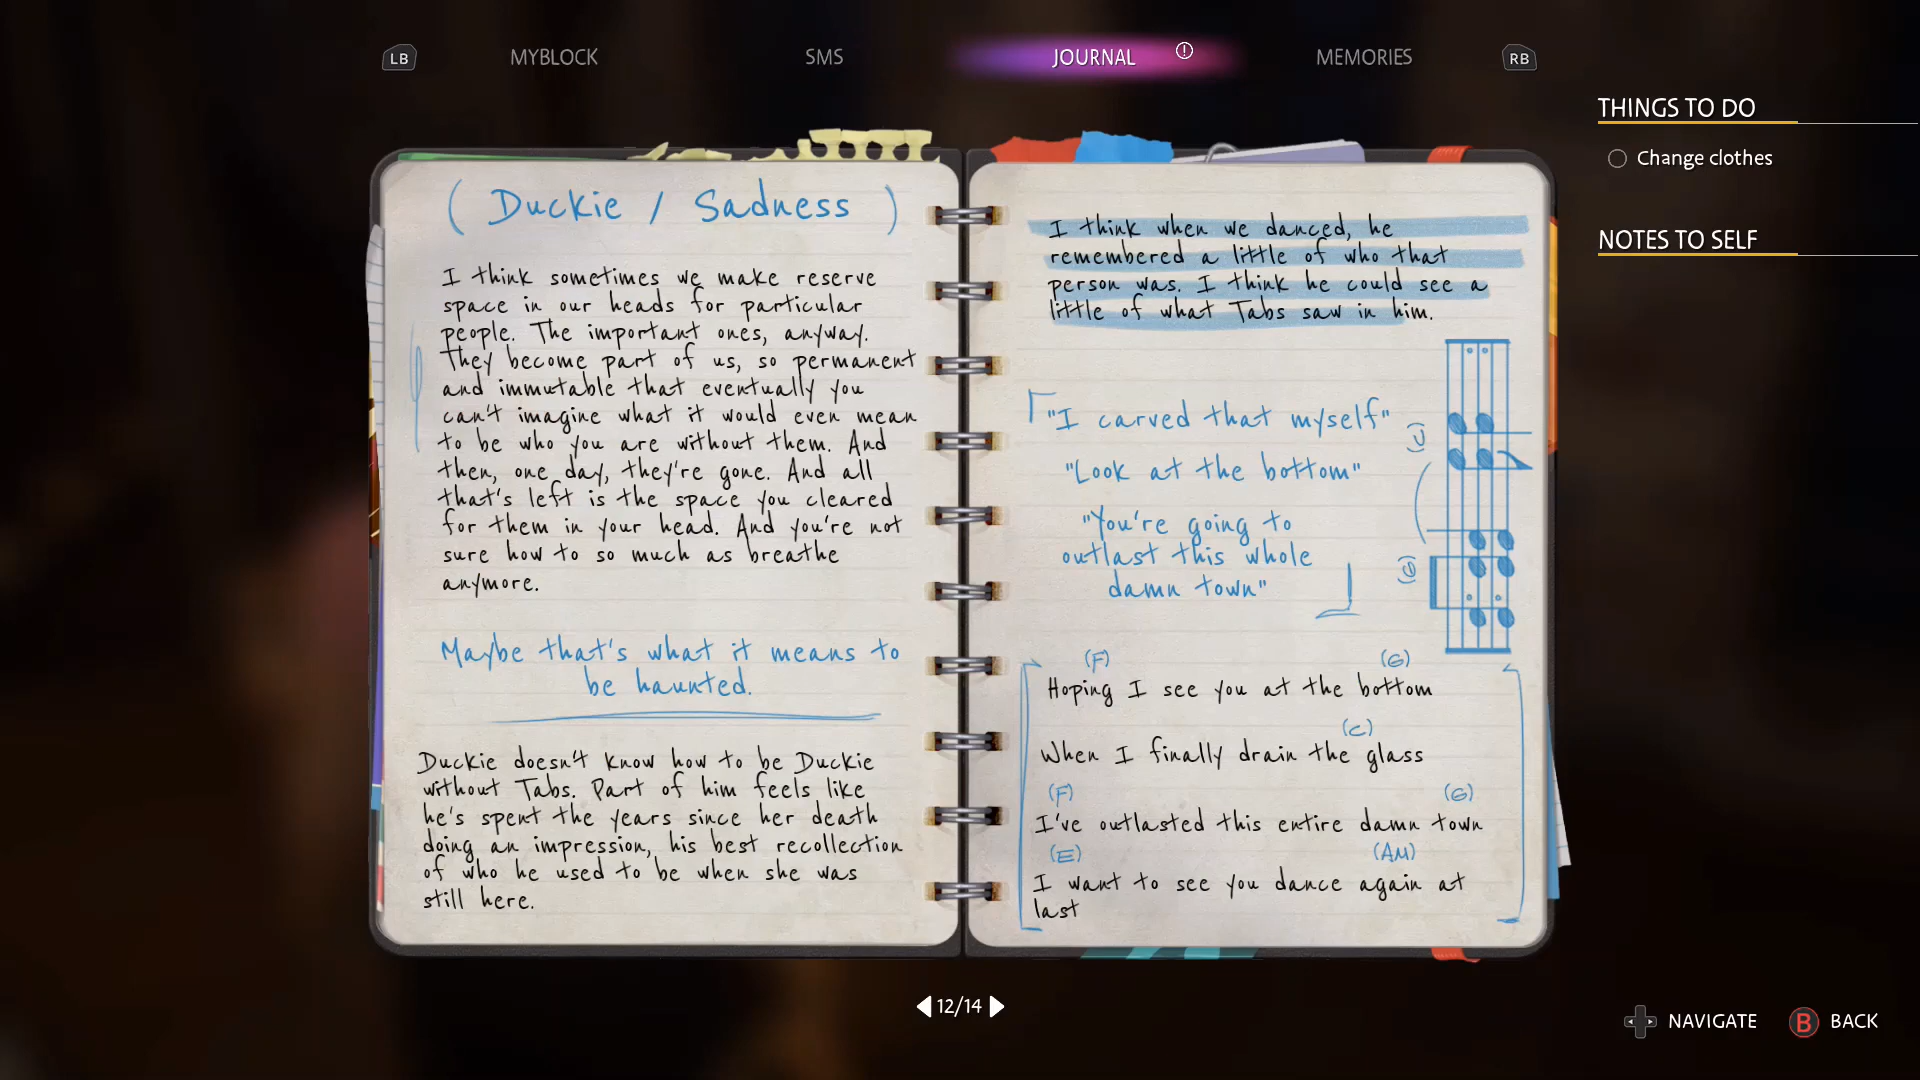 LB
MYBLOCK
SMS
JOURNAL
MEMORIES
RB
THINGS TO DO
Change clothes
NOTES TO SELF
( Duckie / Sadness )
I think sometimes we make reserve
space in our heads for particular
people. The important ones, anyway.
They become part of us, so permanent
and immutable that eventually you
can't imagine what it would even mean
to be who you are without them. And
then, one day, they're gone. And all
that's left is the space you cleared
for them in your head. And you're not
sure how to so much as breathe
anymore.
Maybe that's what it means to
be haunted.
Duckie doesn't know how to be Duckie
without Tabs. Part of him feels like
he's spent the years since her death
doing an impression, his best recollection
of who he used to be when she was
still here.
I think when we danced, he
remembered a little of who that
person was. I think he could see a
little of what Tabs saw in him.
"I carved that myself"
"Look at the bottom"
"You're going to
outlast this whole
damn town"
(F) (G)
Hoping I see you at the bottom
(C)
When I finally drain the glass
(F) (G)
I've outlasted this entire damn town
(E) (AM)
I want to see you dance again at
last
12/14
NAVIGATE
B BACK